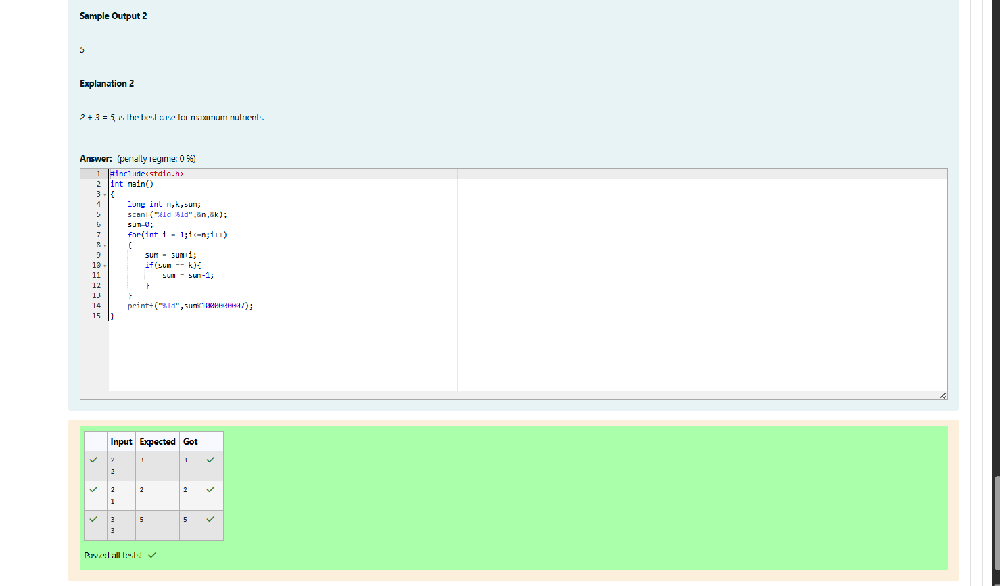 Sample Output 2
5
Explanation 2
2 + 3 = 5, is the best case for maximum nutrients.
Answer: (penalty regime: 0 %)
1 #include<stdio.h>
2 int main()
3 {
4 long int n,k,sum;
5 scanf("%ld %ld",&n,&k);
6 sum=0;
7 for(int i = 1;i<=n;i++)
8 {
9 sum = sum+i;
10 if(sum == k){
11 sum = sum-1;
12 }
13 }
14 printf("%ld",sum%1000000007);
15 }
Input Expected Got
2 3 3
2
2 2 2
1
3 5 5
3
Passed all tests!